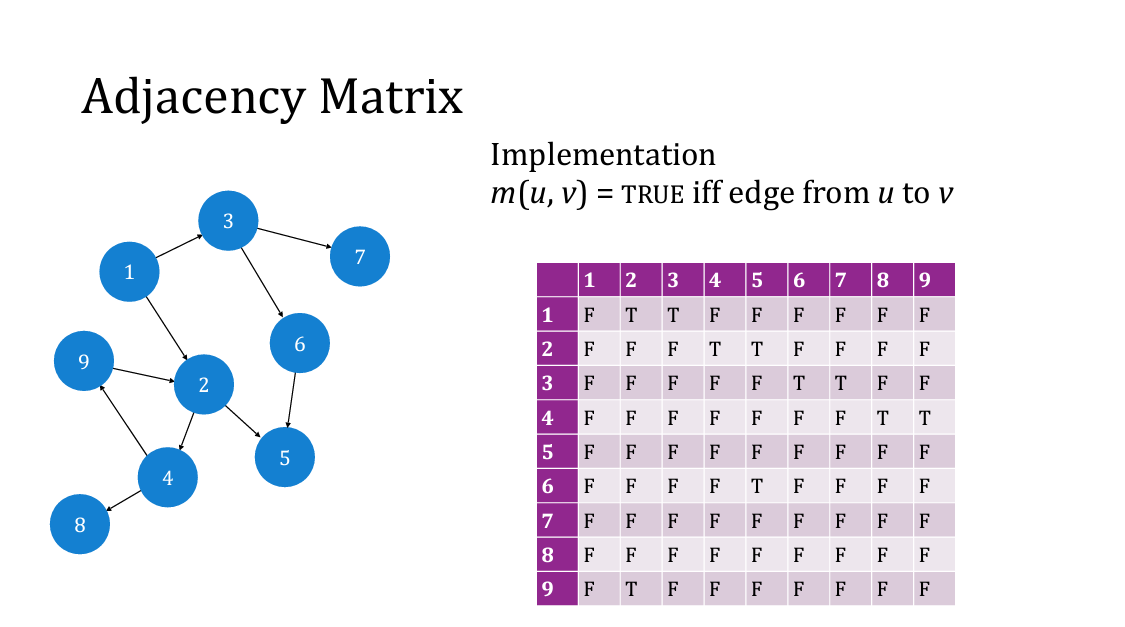 Adjacency Matrix
Implementation
m(u, v) = TRUE iff edge from u to v
3
7
1
6
9
2
5
4
8
1 2 3 4 5 6 7 8 9
1 F T T F F F F F F
2 F F F T T F F F F
3 F F F F F T T F F
4 F F F F F F F T T
5 F F F F F F F F F
6 F F F F T F F F F
7 F F F F F F F F F
8 F F F F F F F F F
9 F T F F F F F F F